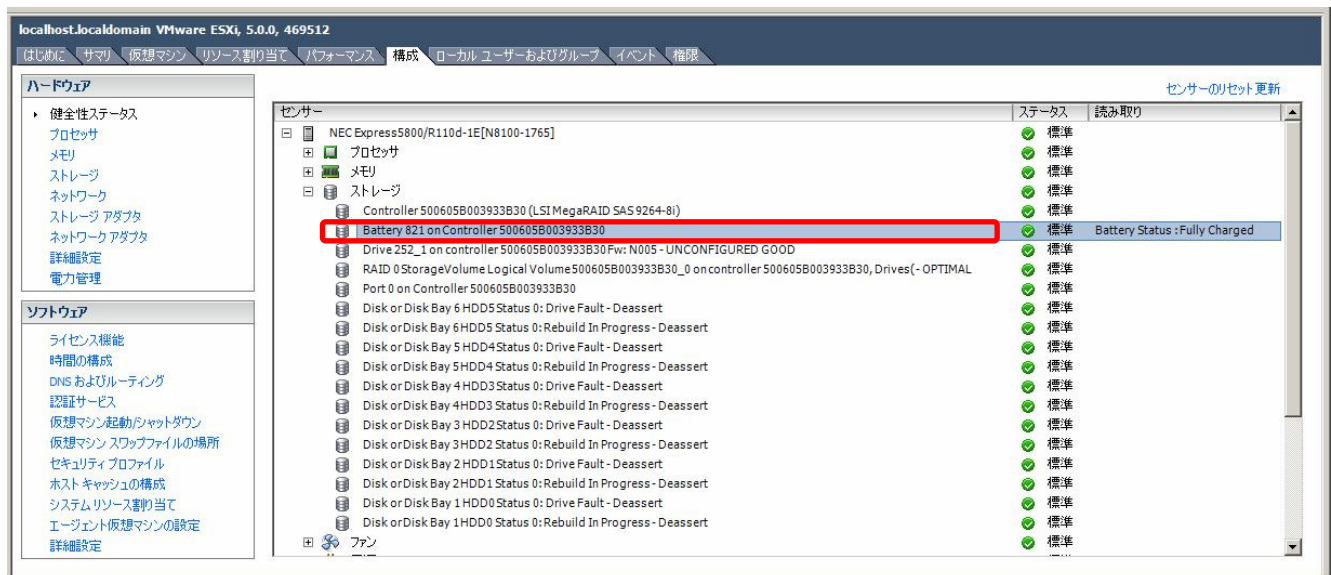 localhost.localdomain VMware ESXi, 5.0.0, 469512
はじめに サマリ 仮想マシン リソース割り当て パフォーマンス 構成 ローカル ユーザーおよびグループ イベント 権限
ハードウェア
健全性ステータス
プロセッサ
メモリ
ストレージ
ネットワーク
ストレージ アダプタ
ネットワーク アダプタ
詳細設定
電力管理
ソフトウェア
ライセンス機能
時間の構成
DNS およびルーティング
認証サービス
仮想マシン起動/シャットダウン
仮想マシン スワップファイルの場所
セキュリティ プロファイル
ホスト キャッシュの構成
システム リソース割り当て
エージェント仮想マシンの設定
詳細設定
センサーのリセット 更新
センサー ステータス 読み取り
NEC Express5800/R110d-1E[N8100-1765] 標準
プロセッサ 標準
メモリ 標準
ストレージ 標準
Controller 500605B003933B30 (LSI MegaRAID SAS 9264-8i) 標準
Battery 821 on Controller 500605B003933B30 標準 Battery Status : Fully Charged
Drive 252_1 on controller 500605B003933B30 Fw: N005 - UNCONFIGURED GOOD 標準
RAID 0 StorageVolume Logical Volume500605B003933B30_0 on controller 500605B003933B30, Drives(- OPTIMAL 標準
Port 0 on Controller 500605B003933B30 標準
Disk or Disk Bay 6 HDD5 Status 0: Drive Fault - Deassert 標準
Disk or Disk Bay 6 HDD5 Status 0: Rebuild In Progress - Deassert 標準
Disk or Disk Bay 5 HDD4 Status 0: Drive Fault - Deassert 標準
Disk or Disk Bay 5 HDD4 Status 0: Rebuild In Progress - Deassert 標準
Disk or Disk Bay 4 HDD3 Status 0: Drive Fault - Deassert 標準
Disk or Disk Bay 4 HDD3 Status 0: Rebuild In Progress - Deassert 標準
Disk or Disk Bay 3 HDD2 Status 0: Drive Fault - Deassert 標準
Disk or Disk Bay 3 HDD2 Status 0: Rebuild In Progress - Deassert 標準
Disk or Disk Bay 2 HDD1 Status 0: Drive Fault - Deassert 標準
Disk or Disk Bay 2 HDD1 Status 0: Rebuild In Progress - Deassert 標準
Disk or Disk Bay 1 HDD0 Status 0: Drive Fault - Deassert 標準
Disk or Disk Bay 1 HDD0 Status 0: Rebuild In Progress - Deassert 標準
ファン 標準